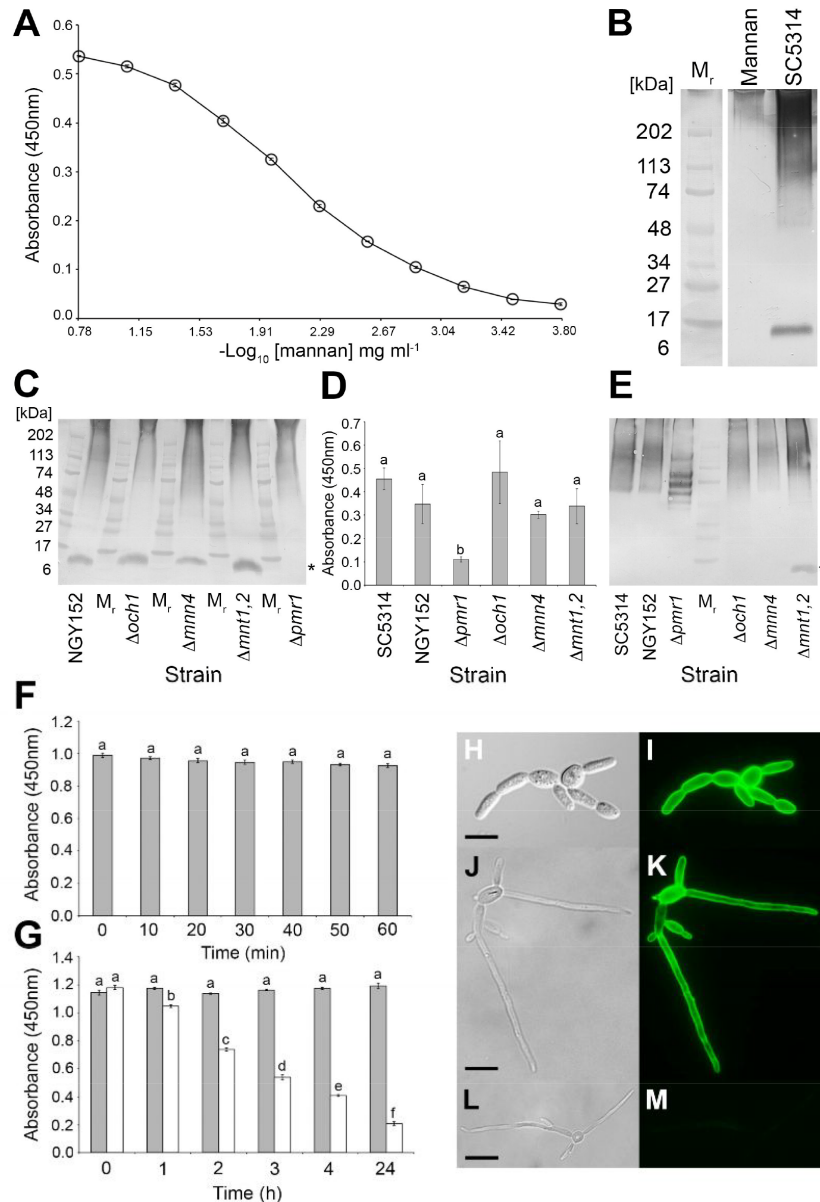 A
0.6
0.5
0.4
0.3
0.2
0.1
0.0
Absorbance (450nm)
0.78 1.15 1.53 1.91 2.29 2.67 3.04 3.42 3.80
-Log10 [mannan] mg ml-1
B
[kDa]
Mr
Mannan
SC5314
202
113
74
48
34
27
17
6
C
[kDa]
202
113
74
48
34
27
17
6
*
NGY152 Mr Δoch1 Mr Δmnn4 Mr Δmnt1,2 Mr Δpmr1
Strain
D
0.7
0.6
0.5
0.4
0.3
0.2
0.1
0.0
Absorbance (450nm)
a a b a a a
SC5314 NGY152 Δpmr1 Δoch1 Δmnn4 Δmnt1,2
Strain
E
SC5314 NGY152 Δpmr1 Mr Δoch1 Δmnn4 Δmnt1,2
Strain
F
1.2
1.0
0.8
0.6
0.4
0.2
0.0
Absorbance (450nm)
a a a a a a a
0 10 20 30 40 50 60
Time (min)
G
1.4
1.2
1.0
0.8
0.6
0.4
0.2
0.0
Absorbance (450nm)
a a a b a c a d a e a f
0 1 2 3 4 24
Time (h)
H
I
J
K
L
M